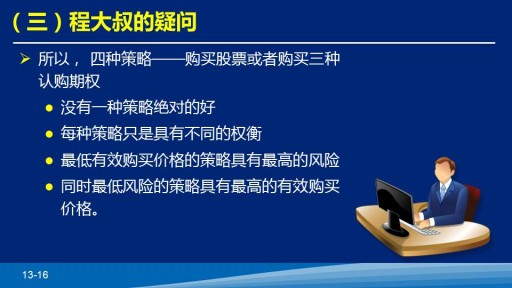 （三）程大叔的疑问
所以， 四种策略——购买股票或者购买三种
认购期权
没有一种策略绝对的好
每种策略只是具有不同的权衡
最低有效购买价格的策略具有最高的风险
同时最低风险的策略具有最高的有效购买
价格。
13-16